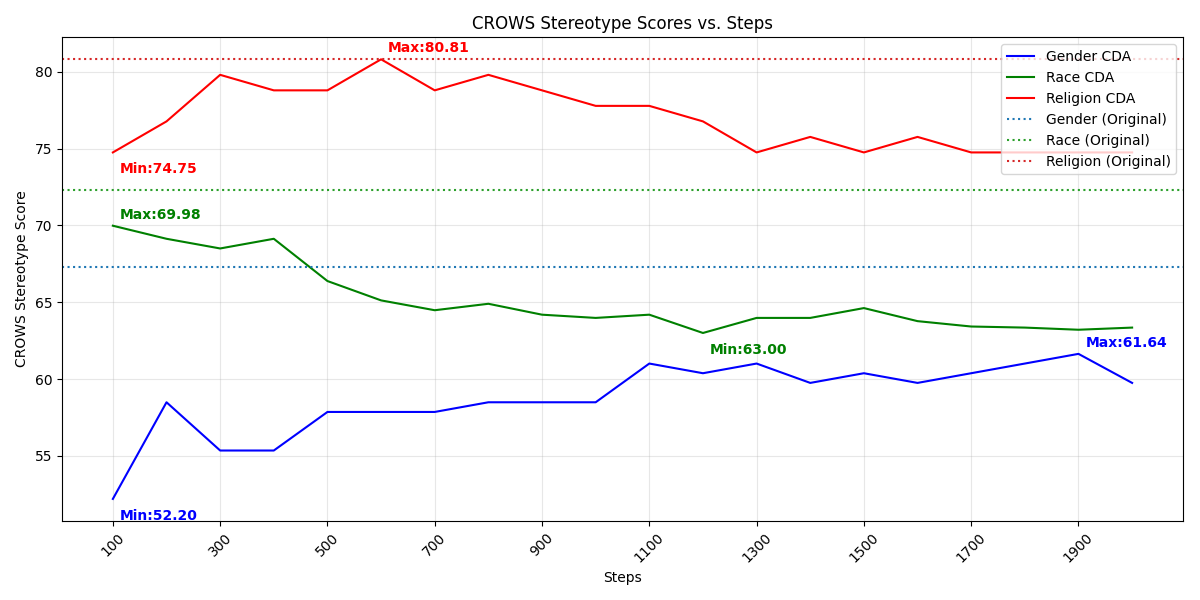 CROWS Stereotype Scores vs. Steps
Max:80.81
Gender CDA
Race CDA
Religion CDA
Gender (Original)
Race (Original)
Religion (Original)
80
75
70
65
60
55
CROWS Stereotype Score
Min:74.75
Max:69.98
Min:63.00
Max:61.64
Min:52.20
100
300
500
700
900
1100
1300
1500
1700
1900
Steps